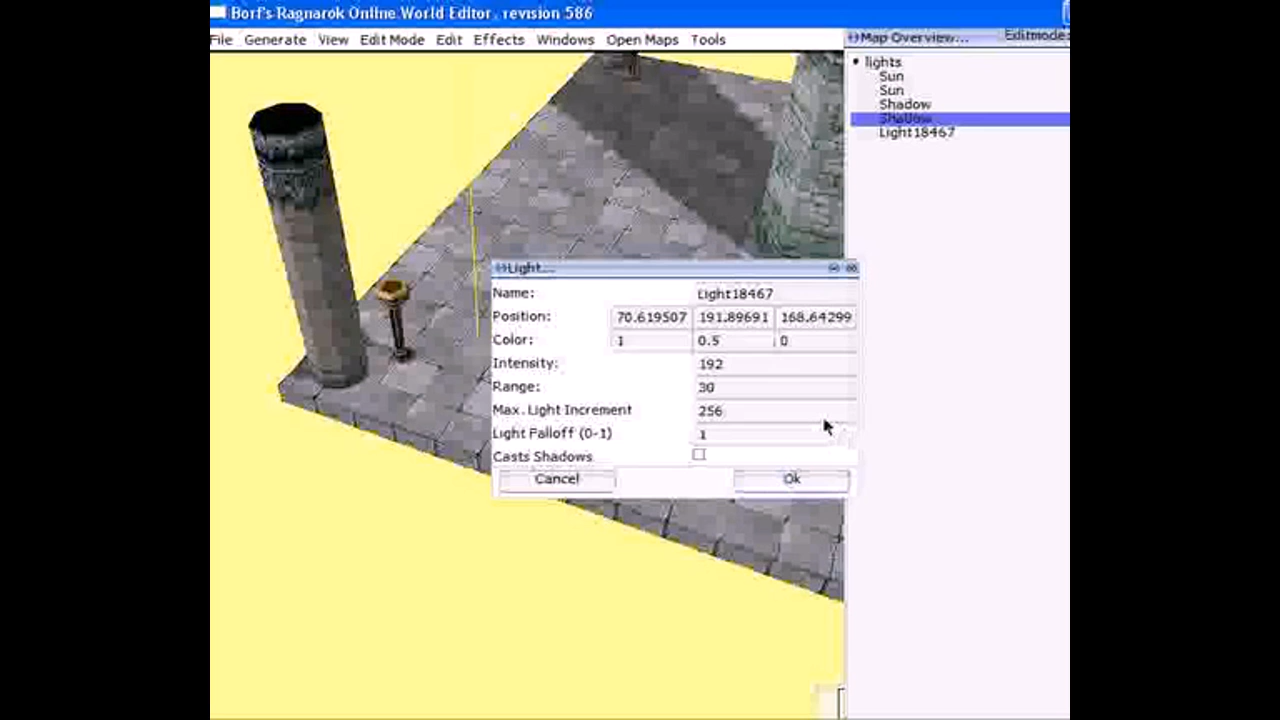 Borf's Ragnarok Online World Editor, revision 586
File Generate View Edit Mode Edit Effects Windows Open Maps Tools
Map Overview... Editmode:
lights
Sun
Sun
Shadow
Shadow
Light18467
Light...
Name: Light18467
Position: 70.619507 191.89691 168.64299
Color: 1 0.5 0
Intensity: 192
Range: 30
Max. Light Increment 256
Light Falloff (0-1) 1
Casts Shadows
Cancel Ok